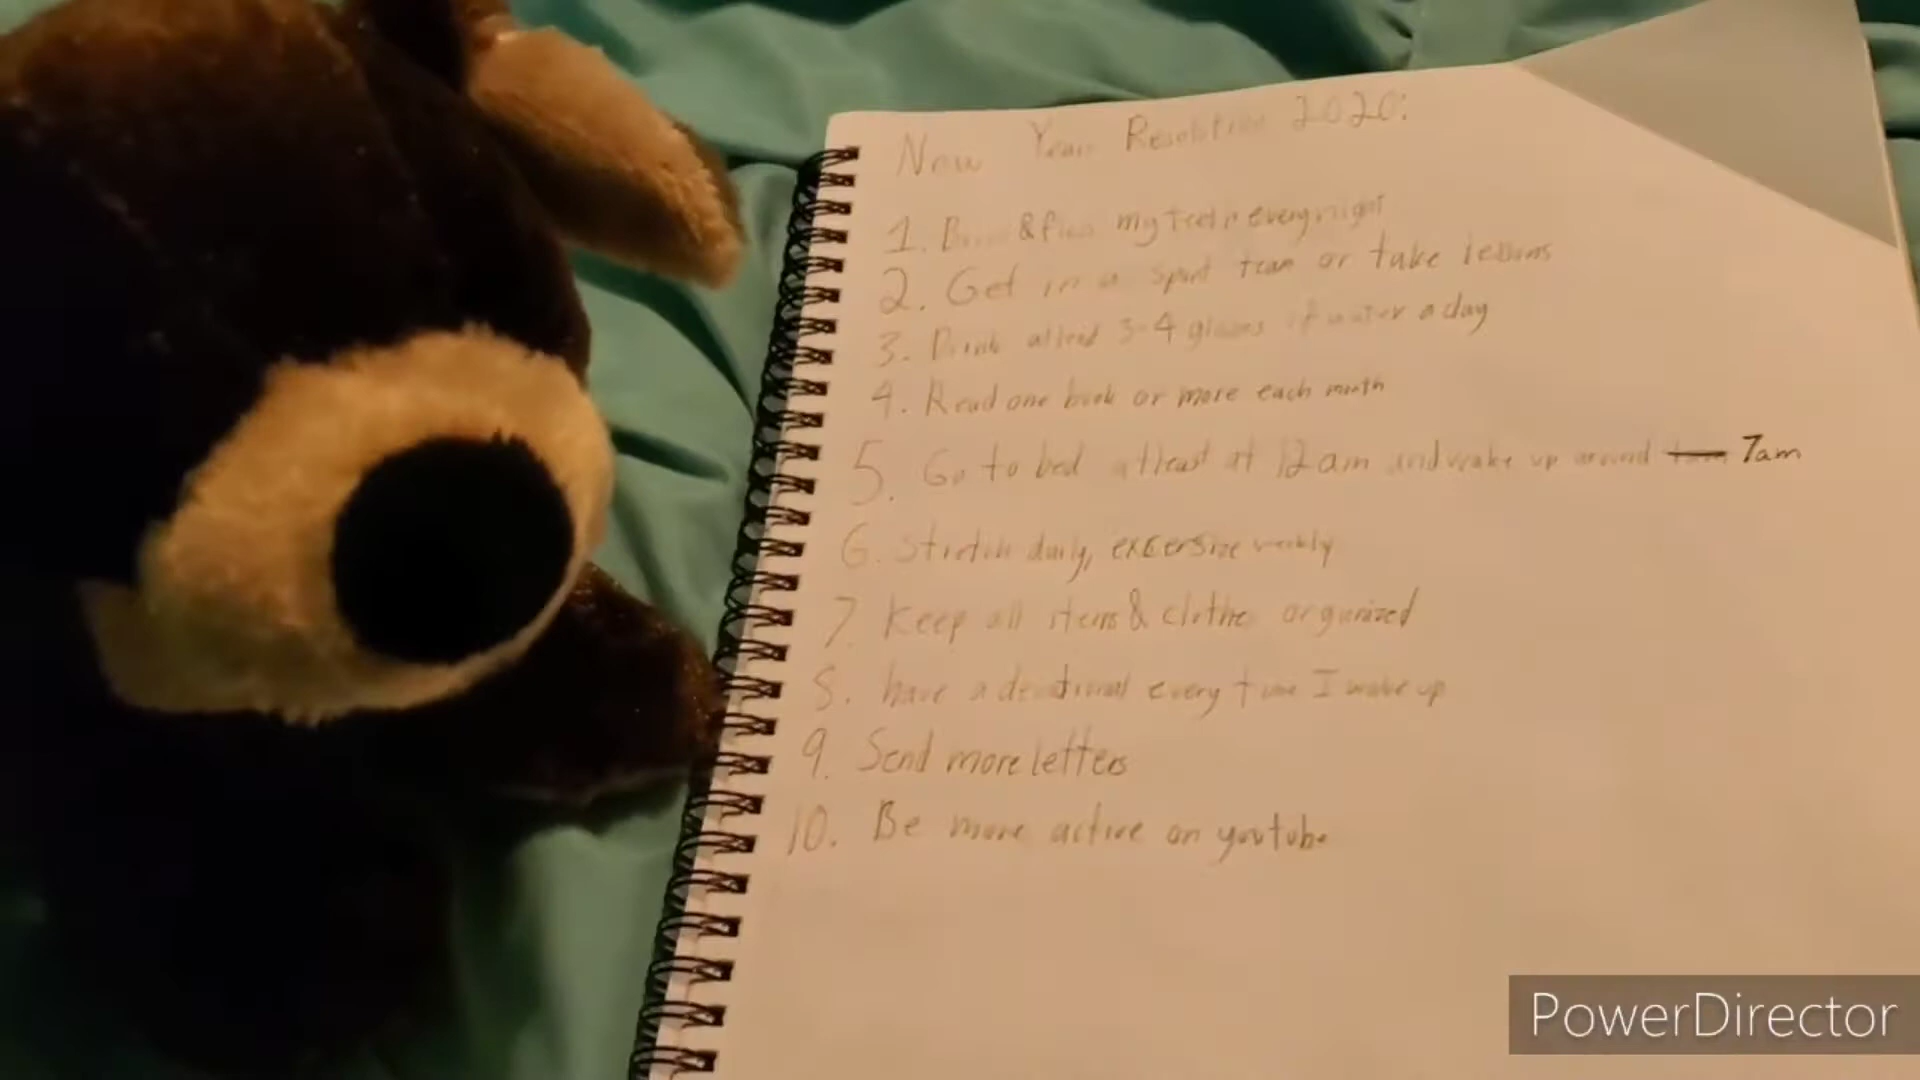 New Year Resolution 2020:
1. Brush & floss my teeth every night
2. Get in a sport team or take lessons
3. Drink atleast 3-4 glasses of water a day
4. Read one book or more each month
5. Go to bed atleast at 12am and wake up around 7am
6. Stretch daily, excersize weekly
7. Keep all items & clothes organized
8. have a devotional every time I wake up
9. Send more letters
10. Be more active on youtube
PowerDirector